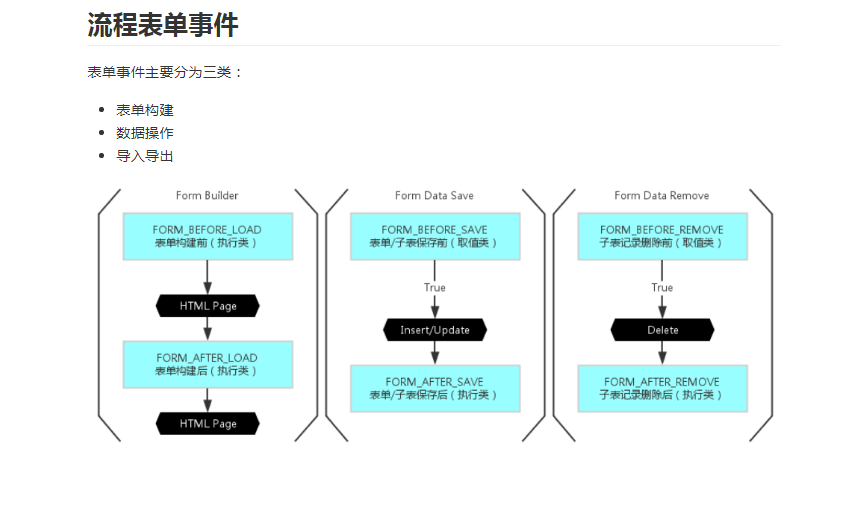 流程表单事件
表单事件主要分为三类：
表单构建
数据操作
导入导出
Form Builder
FORM_BEFORE_LOAD
表单构建前（执行类）
HTML Page
FORM_AFTER_LOAD
表单构建后（执行类）
HTML Page
Form Data Save
FORM_BEFORE_SAVE
表单/子表保存前（取值类）
True
Insert/Update
FORM_AFTER_SAVE
表单/子表保存后（执行类）
Form Data Remove
FORM_BEFORE_REMOVE
子表记录删除前（取值类）
True
Delete
FORM_AFTER_REMOVE
子表记录删除后（执行类）